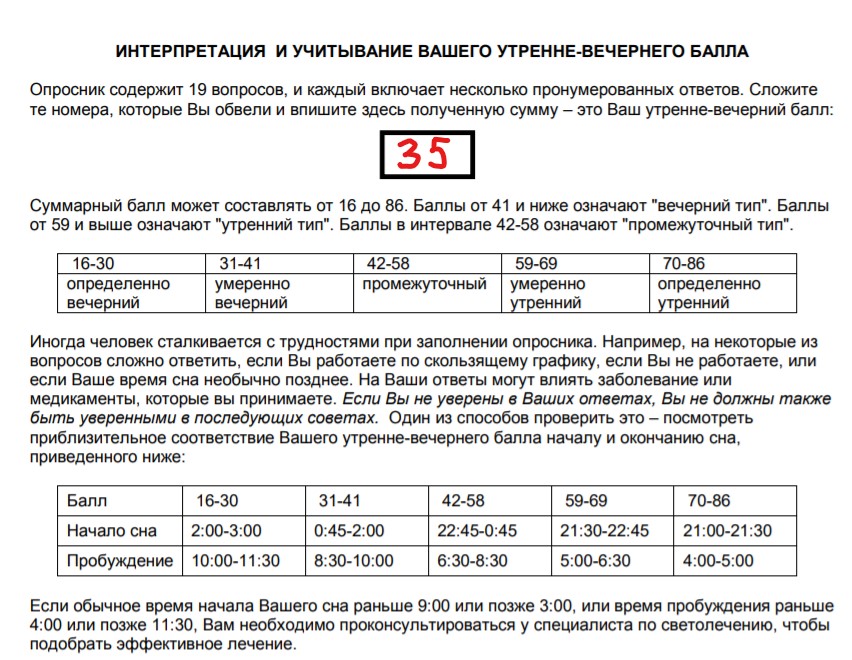 ИНТЕРПРЕТАЦИЯ И УЧИТЫВАНИЕ ВАШЕГО УТРЕННЕ-ВЕЧЕРНЕГО БАЛЛА
Опросник содержит 19 вопросов, и каждый включает несколько пронумерованных ответов. Сложите
те номера, которые Вы обвели и впишите здесь полученную сумму – это Ваш утренне-вечерний балл:
35
Суммарный балл может составлять от 16 до 86. Баллы от 41 и ниже означают "вечерний тип". Баллы
от 59 и выше означают "утренний тип". Баллы в интервале 42-58 означают "промежуточный тип".
16-30 31-41 42-58 59-69 70-86
определенно умеренно промежуточный умеренно определенно
вечерний вечерний утренний утренний
Иногда человек сталкивается с трудностями при заполнении опросника. Например, на некоторые из
вопросов сложно ответить, если Вы работаете по скользящему графику, если Вы не работаете, или
если Ваше время сна необычно позднее. На Ваши ответы могут влиять заболевание или
медикаменты, которые вы принимаете. Если Вы не уверены в Ваших ответах, Вы не должны также
быть уверенными в последующих советах. Один из способов проверить это – посмотреть
приблизительное соответствие Вашего утренне-вечернего балла началу и окончанию сна,
приведенного ниже:
Балл 16-30 31-41 42-58 59-69 70-86
Начало сна 2:00-3:00 0:45-2:00 22:45-0:45 21:30-22:45 21:00-21:30
Пробуждение 10:00-11:30 8:30-10:00 6:30-8:30 5:00-6:30 4:00-5:00
Если обычное время начала Вашего сна раньше 9:00 или позже 3:00, или время пробуждения раньше
4:00 или позже 11:30, Вам необходимо проконсультироваться у специалиста по светолечению, чтобы
подобрать эффективное лечение.